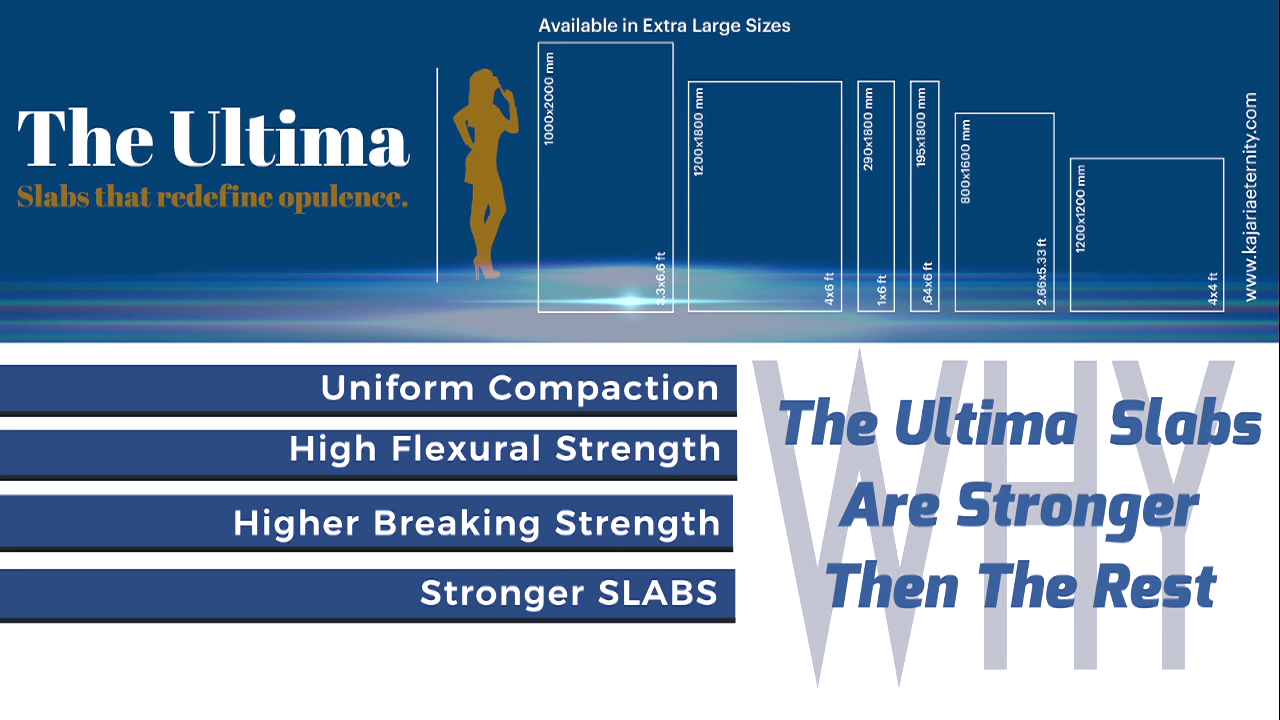 Available in Extra Large Sizes
The Ultima
Slabs that redefine opulence.
1000x2000 mm
3.3x6.6 ft
1200x1800 mm
4x6 ft
290x1800 mm
1x6 ft
195x1800 mm
.64x6 ft
800x1600 mm
2.66x5.33 ft
1200x1200 mm
4x4 ft
www.kajariaeternity.com
Uniform Compaction
High Flexural Strength
Higher Breaking Strength
Stronger SLABS
WHY
The Ultima Slabs
Are Stronger
Then The Rest